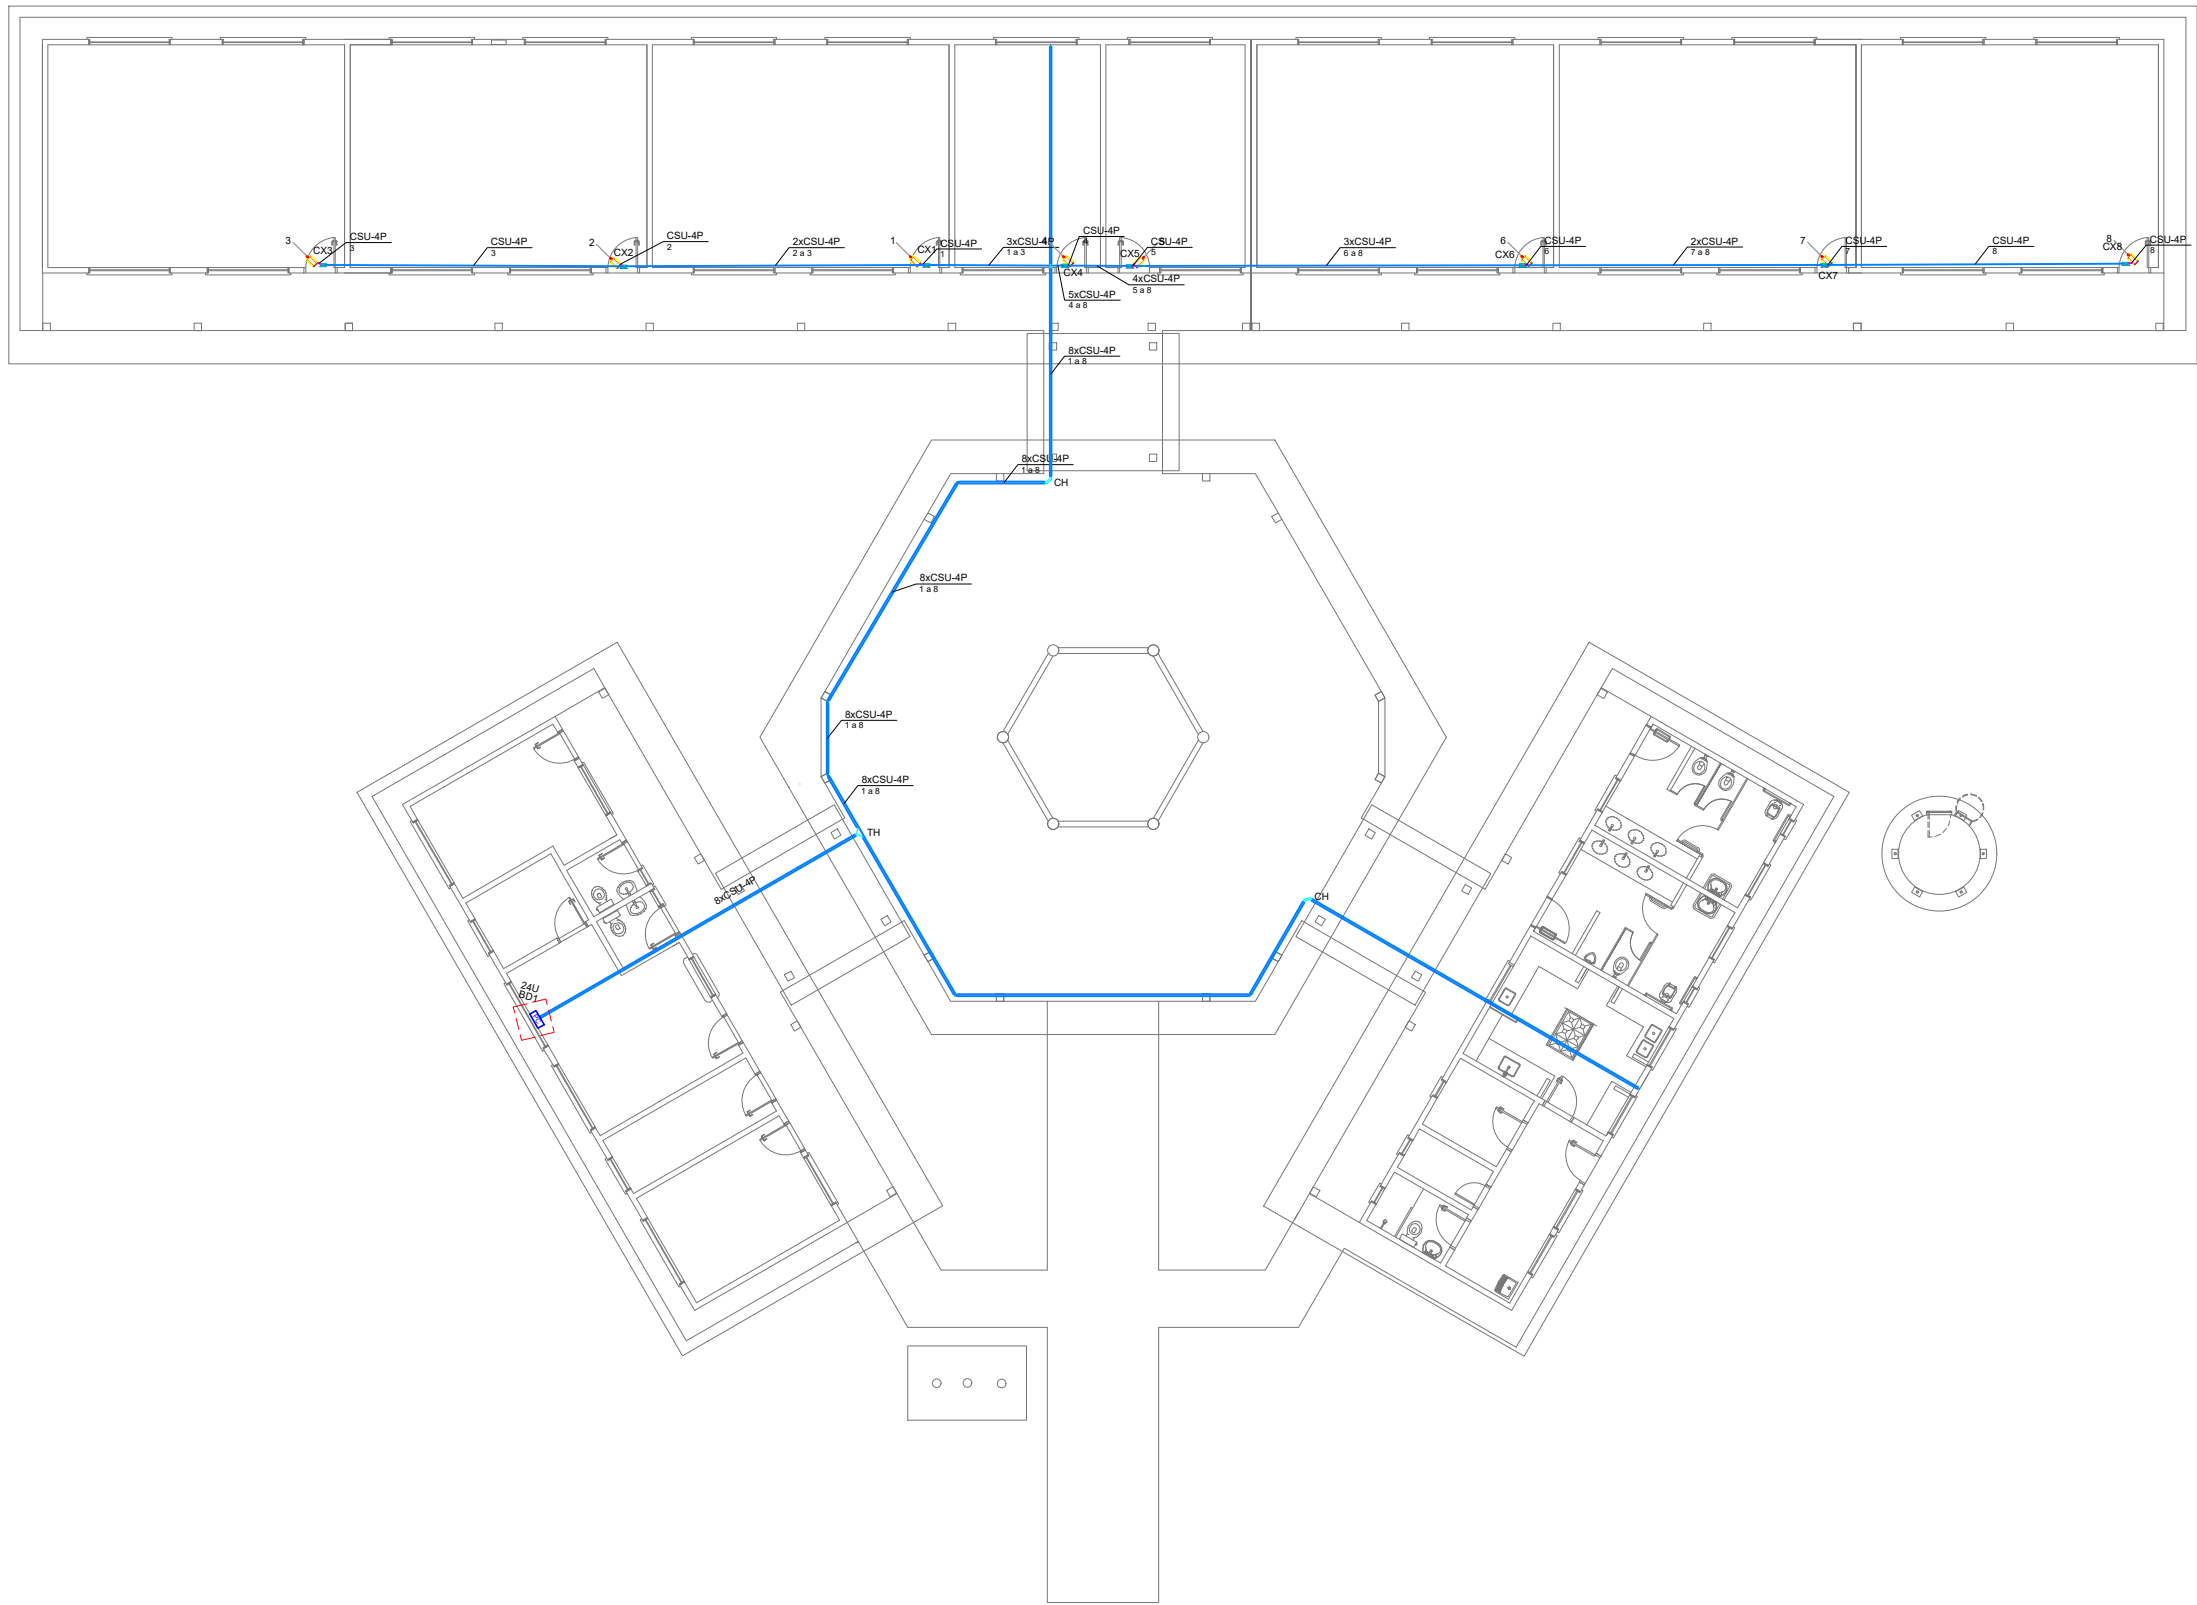 3
CX3
CSU-4P
3
CSU-4P
3
2
CX2
CSU-4P
2
2xCSU-4P
2 a 3
1
CX1
CSU-4P
1
3xCSU-4P
1 a 3
4
CX4
CSU-4P
4
CX5
5
CSU-4P
5
4xCSU-4P
5 a 8
5xCSU-4P
4 a 8
3xCSU-4P
6 a 8
6
CX6
CSU-4P
6
2xCSU-4P
7 a 8
7
CX7
CSU-4P
7
CSU-4P
8
8
CX8
CSU-4P
8
8xCSU-4P
1 a 8
8xCSU-4P
1 a 8
CH
8xCSU-4P
1 a 8
8xCSU-4P
1 a 8
8xCSU-4P
1 a 8
TH
8xCSU-4P
CH
24U
BD1